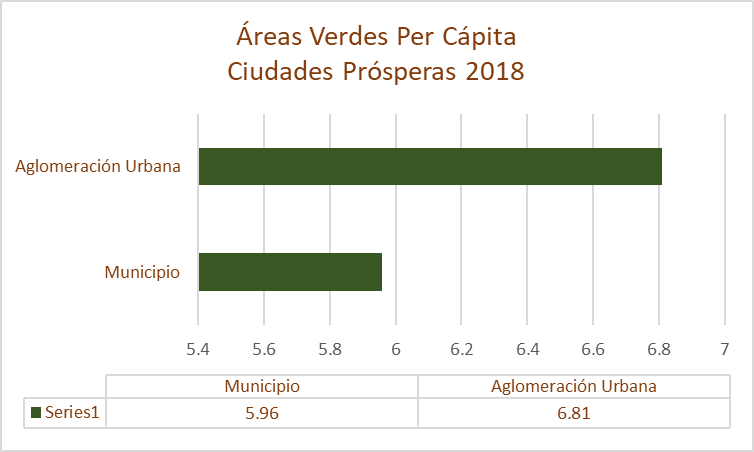 Áreas Verdes Per Cápita
Ciudades Prósperas 2018
Aglomeración Urbana
Municipio
5.4 5.6 5.8 6 6.2 6.4 6.6 6.8 7
Municipio Aglomeración Urbana
Series1 5.96 6.81